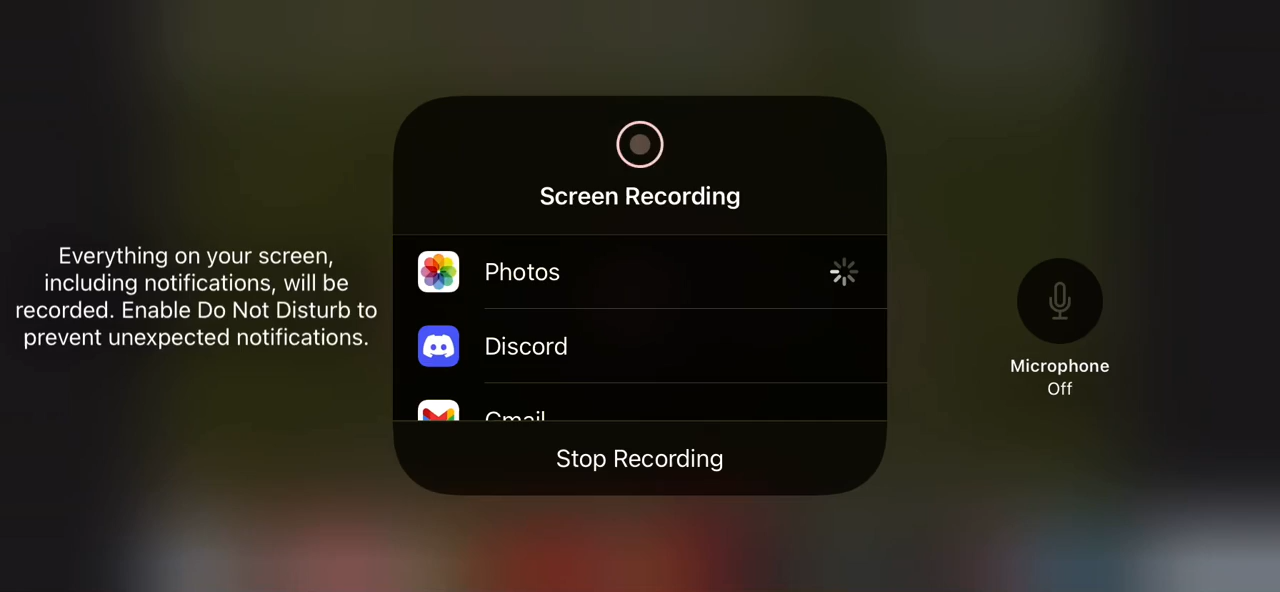 Screen Recording
Everything on your screen,
including notifications, will be
recorded. Enable Do Not Disturb to
prevent unexpected notifications.
Photos
Discord
Gmail
Stop Recording
Microphone
Off